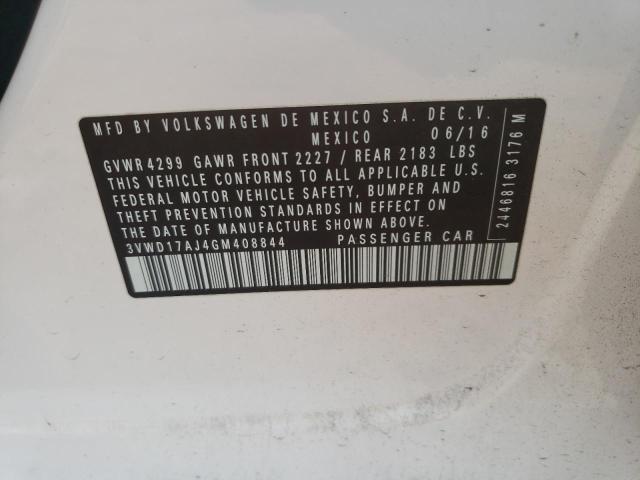 MFD BY VOLKSWAGEN DE MEXICO S.A. DE C.V.
MEXICO 06/16
GVWR 4299 GAWR FRONT 2227 / REAR 2183 LBS
THIS VEHICLE CONFORMS TO ALL APPLICABLE U.S.
FEDERAL MOTOR VEHICLE SAFETY, BUMPER AND
THEFT PREVENTION STANDARDS IN EFFECT ON
THE DATE OF MANUFACTURE SHOWN ABOVE.
3VWD17AJ4GM408844 PASSENGER CAR
2446816 3176 M